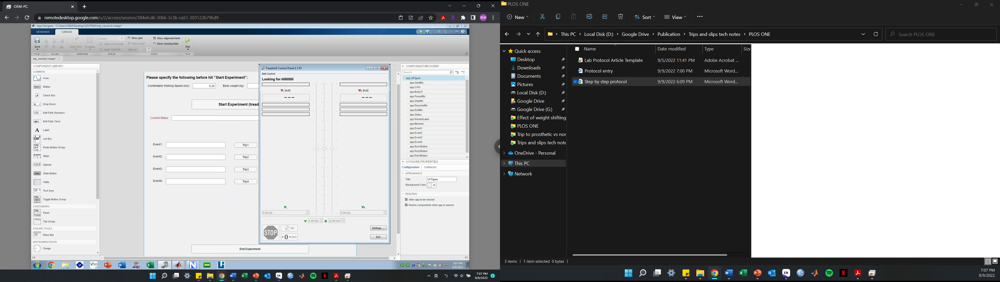 OEM-PC
remotedesktop.google.com/u/2/access/session/384efcd6-3066-3c3b-ca51-303122b796d9
App Designer - C:\Users\OEM\Desktop\SZUTING\trip_version2.mlapp*
DESIGNER CANVAS
Save
Same Size Grouping
Evenly
Apply Horizontally
Apply Vertically
Show grid
Snap to grid
Interval:
Show alignment hints
Show resizing hints
Run
FILE ALIGN ARRANGE SPACE VIEW RUN
trip_version2.mlapp*
COMPONENT LIBRARY
COMMON
Axes
Button
Check Box
Drop Down
Edit Field (Numeric)
Edit Field (Text)
Label
List Box
Radio Button Group
Slider
Spinner
State Button
Table
Text Area
Toggle Button Group
CONTAINERS
Panel
Tab Group
FIGURE TOOLS
Menu Bar
INSTRUMENTATION
Gauge
Please specify the following before hit "Start Experiment":
Comfortable Walking Speed (m/s) 0.26 Body weight (kg)
Start Experiment (tread
Current Status
Event1: Trip1
Event2: Trip2
Event3: Trip3
Event4: Trip4
End Experiment
Treadmill Control Panel 1.7.47
Belt Control
Looking for AM6500
VL [m/s] VR [m/s]
--- ---
VL VR
0.00 m/s 0.00 m/s
v 0.00 m/s a 12.00 m/s²
STOP
Set
0 Zero
Settings ...
Exit
COMPONENT BROWSER
Search
app.UIFigure
app.StartBtn
app.CWS
app.BodyW
app.PauseBtn
app.StopBtn
app.ResumeBtn
app.EndBtn
app.Status
app.RemindLabel
app.filename
app.Event1
app.Event2
app.Event3
app.Event4
app.Run1Button
app.Run2Button
app.Run3Button
UI FIGURE PROPERTIES
Configuration | Callbacks
APPEARANCE
Title UI Figure
Background Color
RESIZING
Allow app to be resized
Resize components when app is resized
5:07 PM
9/9/2022
英
7:07 PM
9/9/2022
6
PLOS ONE
New Sort View
This PC > Local Disk (D:) > Google Drive > Publication > Trips and slips tech notes > PLOS ONE
Search PLOS ONE
Quick access
Desktop
Downloads
Documents
Pictures
Local Disk (D:)
Google Drive
Google Drive (G:)
Effect of weight shifting
PLOS ONE
Trip to prosthetic vs nor
Trips and slips tech note
OneDrive - Personal
This PC
Network
Name Date modified Type Size
Lab Protocol Article Template 9/5/2022 11:41 PM Adobe Acrobat ...
Protocol entry 9/9/2022 7:00 PM Microsoft Word...
Step by step protocol 9/9/2022 6:09 PM Microsoft Word...
3 items 1 item selected 0 bytes
7:07 PM
9/9/2022